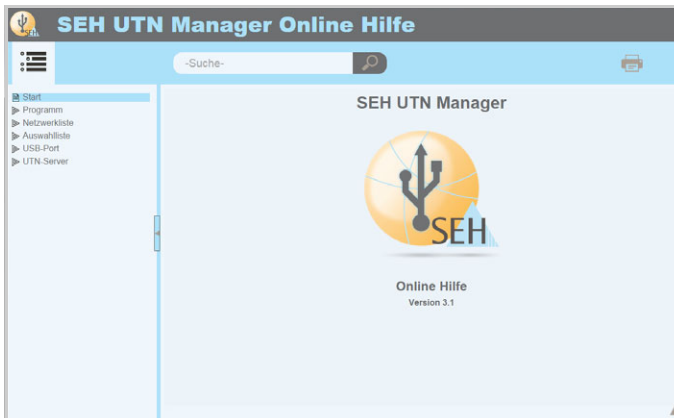 SEH UTN Manager Online Hilfe
-Suche-
Start
Programm
Netzwerkliste
Auswahlliste
USB-Port
UTN-Server
SEH UTN Manager
SEH
Online Hilfe
Version 3.1